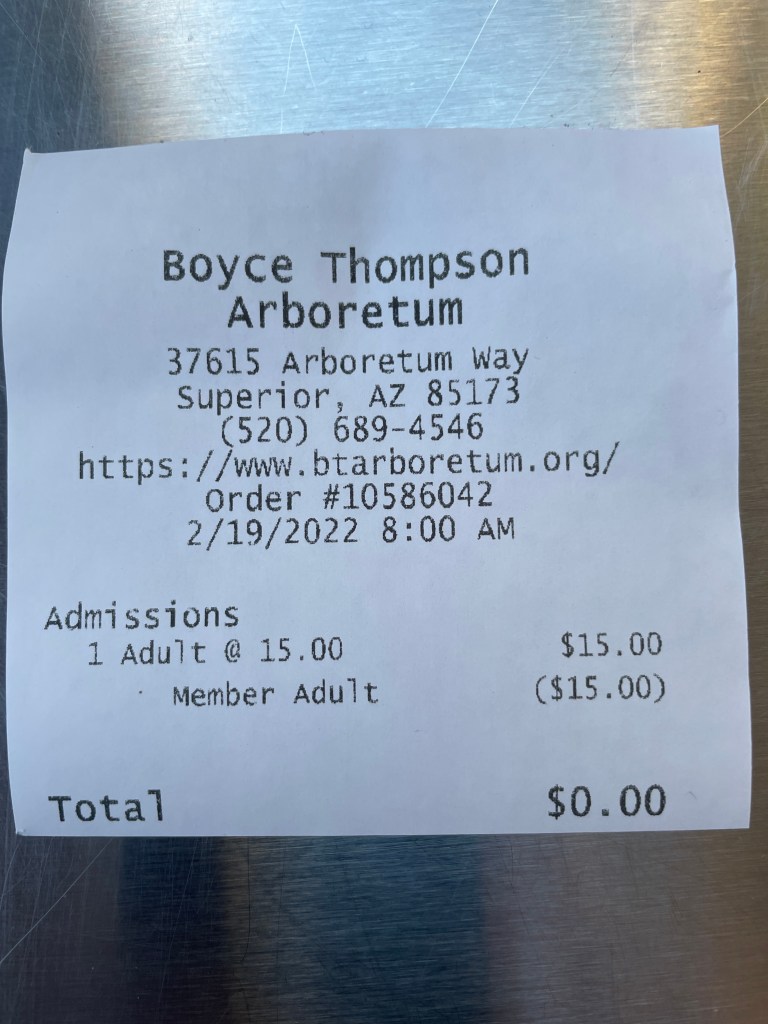 Boyce Thompson
Arboretum
37615 Arboretum Way
Superior, AZ 85173
(520) 689-4546
https://www.btarboretum.org/
Order #10586042
2/19/2022 8:00 AM
Admissions
1 Adult @ 15.00 $15.00
Member Adult ($15.00)
Total $0.00